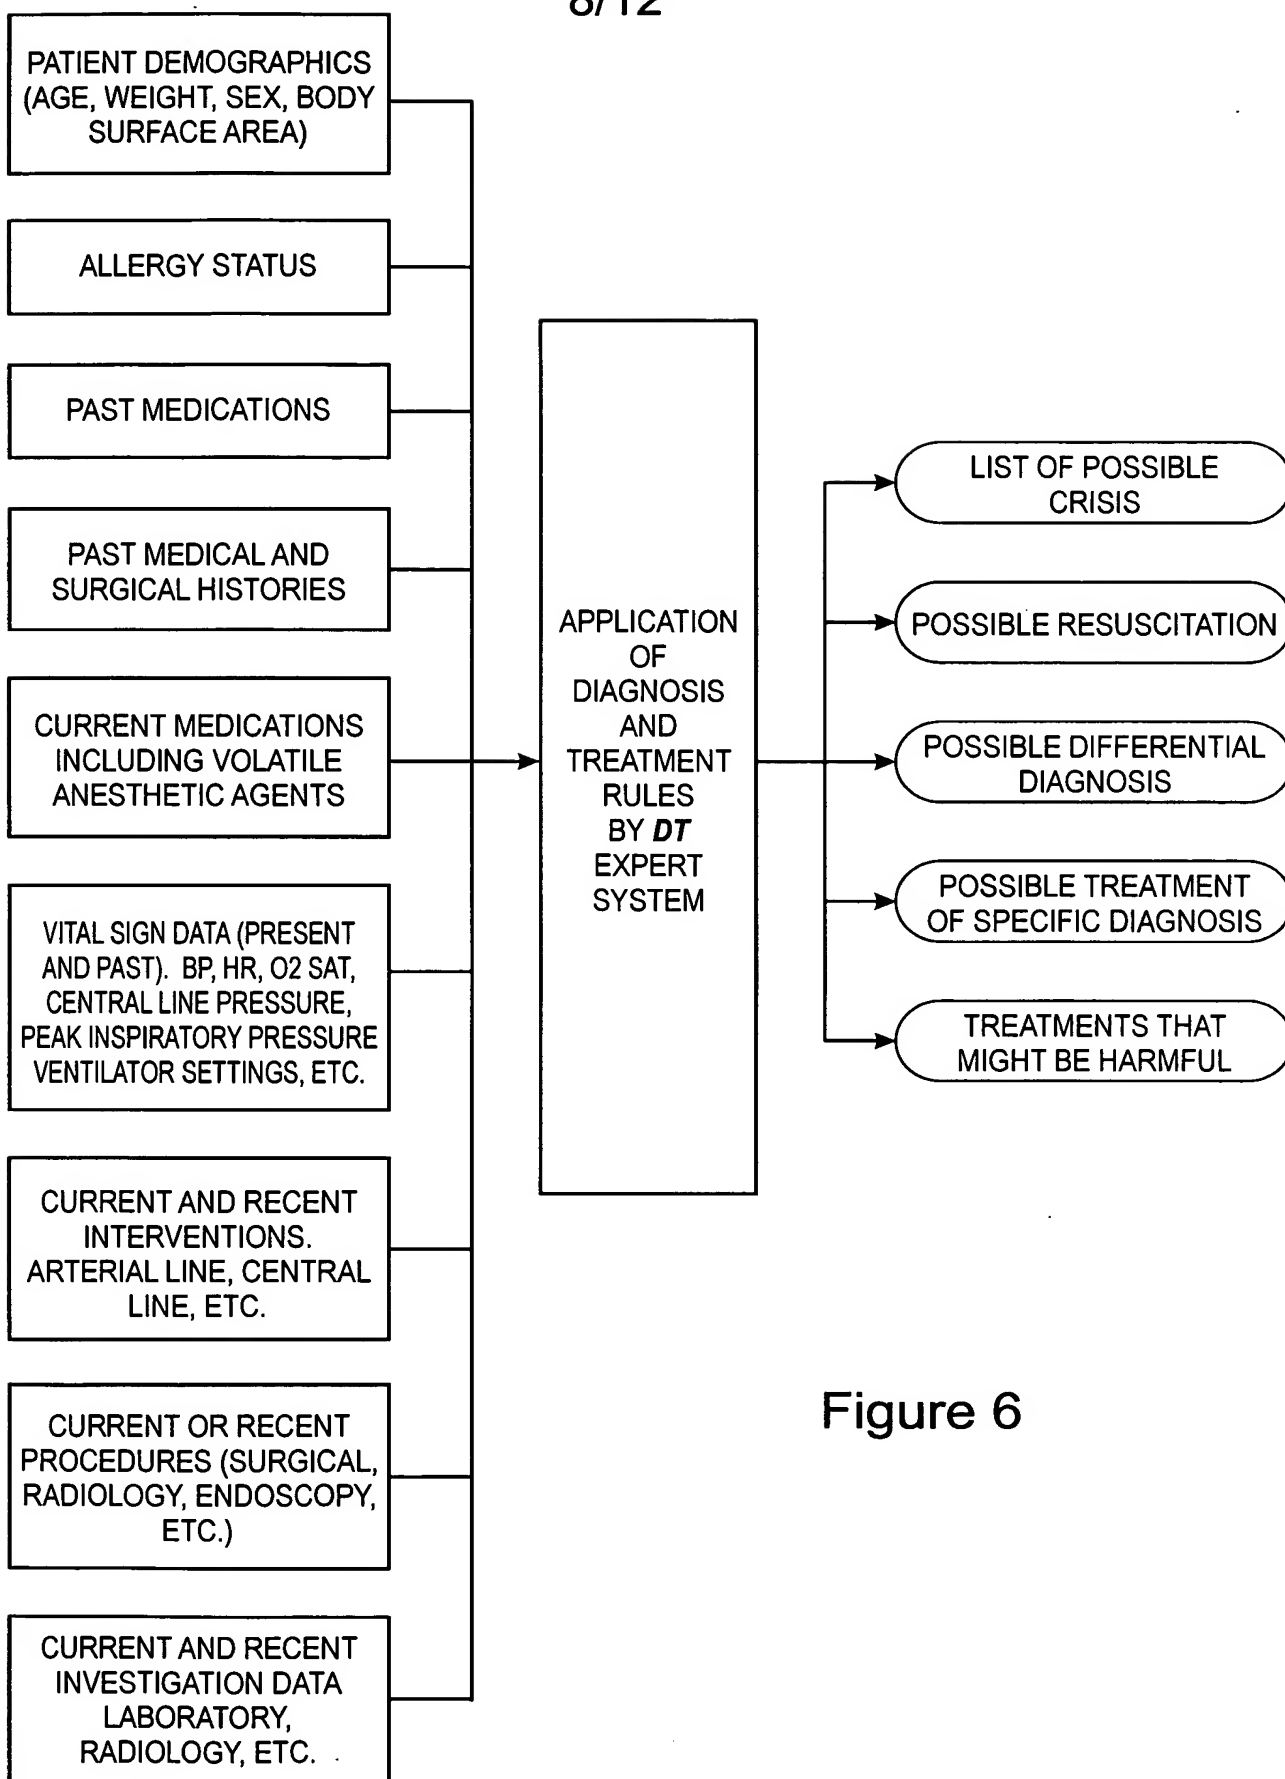 8/12
PATIENT DEMOGRAPHICS
(AGE, WEIGHT, SEX, BODY
SURFACE AREA)
ALLERGY STATUS
PAST MEDICATIONS
PAST MEDICAL AND
SURGICAL HISTORIES
CURRENT MEDICATIONS
INCLUDING VOLATILE
ANESTHETIC AGENTS
VITAL SIGN DATA (PRESENT
AND PAST). BP, HR, O2 SAT,
CENTRAL LINE PRESSURE,
PEAK INSPIRATORY PRESSURE
VENTILATOR SETTINGS, ETC.
CURRENT AND RECENT
INTERVENTIONS.
ARTERIAL LINE, CENTRAL
LINE, ETC.
CURRENT OR RECENT
PROCEDURES (SURGICAL,
RADIOLOGY, ENDOSCOPY,
ETC.)
CURRENT AND RECENT
INVESTIGATION DATA
LABORATORY,
RADIOLOGY, ETC.
APPLICATION
OF
DIAGNOSIS
AND
TREATMENT
RULES
BY DT
EXPERT
SYSTEM
LIST OF POSSIBLE
CRISIS
POSSIBLE RESUSCITATION
POSSIBLE DIFFERENTIAL
DIAGNOSIS
POSSIBLE TREATMENT
OF SPECIFIC DIAGNOSIS
TREATMENTS THAT
MIGHT BE HARMFUL
Figure 6